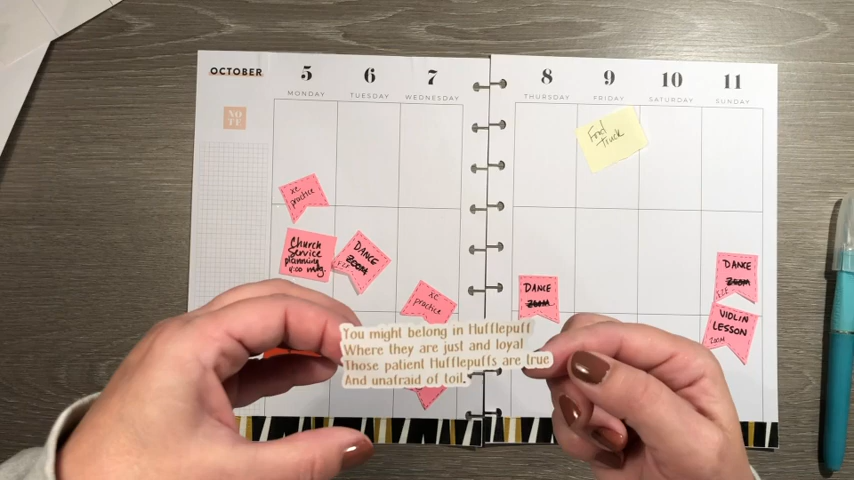 OCTOBER
5
MONDAY
6
TUESDAY
7
WEDNESDAY
8
THURSDAY
9
FRIDAY
10
SATURDAY
11
SUNDAY
NO
TE
Food
Truck
xc
practice
Church
Service
planning
mtg.
DANCE
ZOOM
xc
practice
DANCE
ZOOM
DANCE
ZOOM
VIOLIN
LESSON
ZOOM
You might belong in Hufflepuff
Where they are just and loyal
Those patient Hufflepuffs are true
And unafraid of toil.